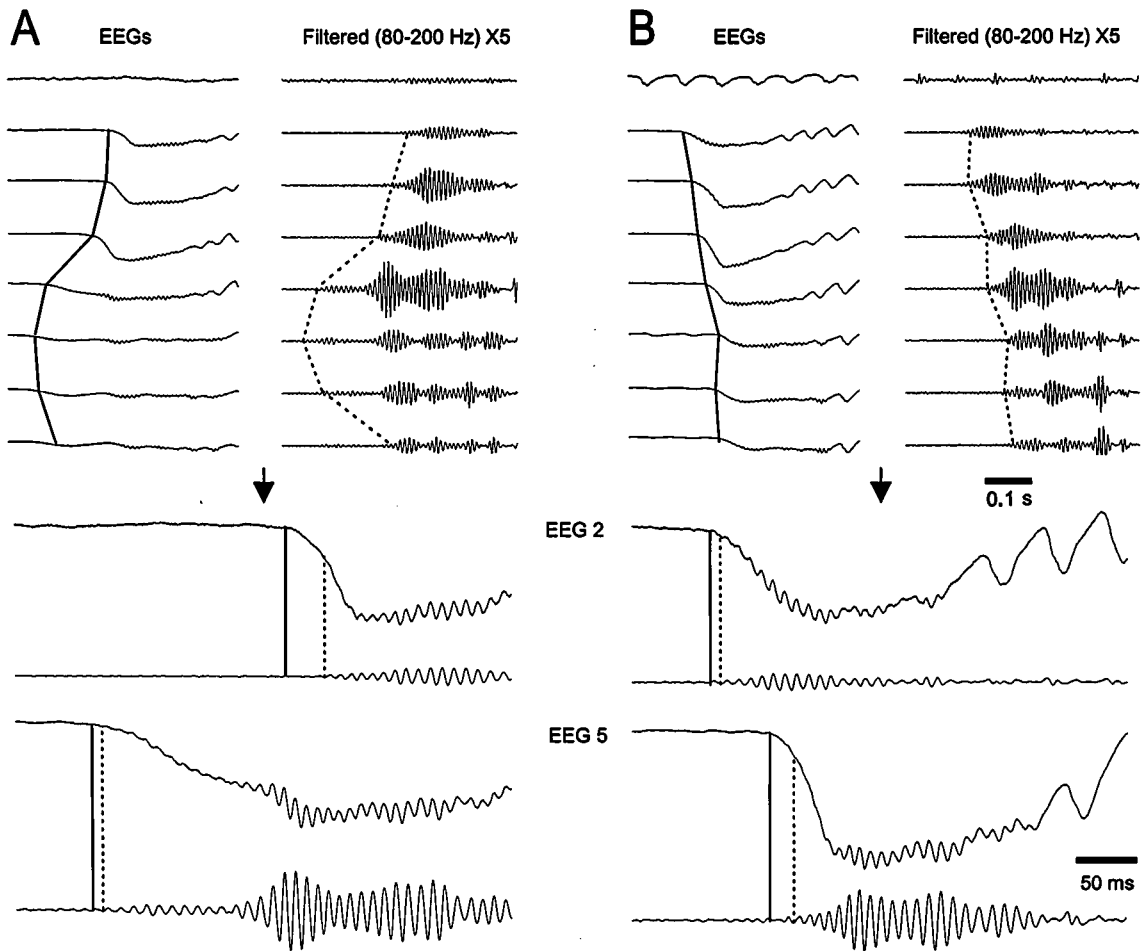 A
EEGs
Filtered (80-200 Hz) X5
B
EEGs
Filtered (80-200 Hz) X5
0.1 s
EEG 2
EEG 5
50 ms